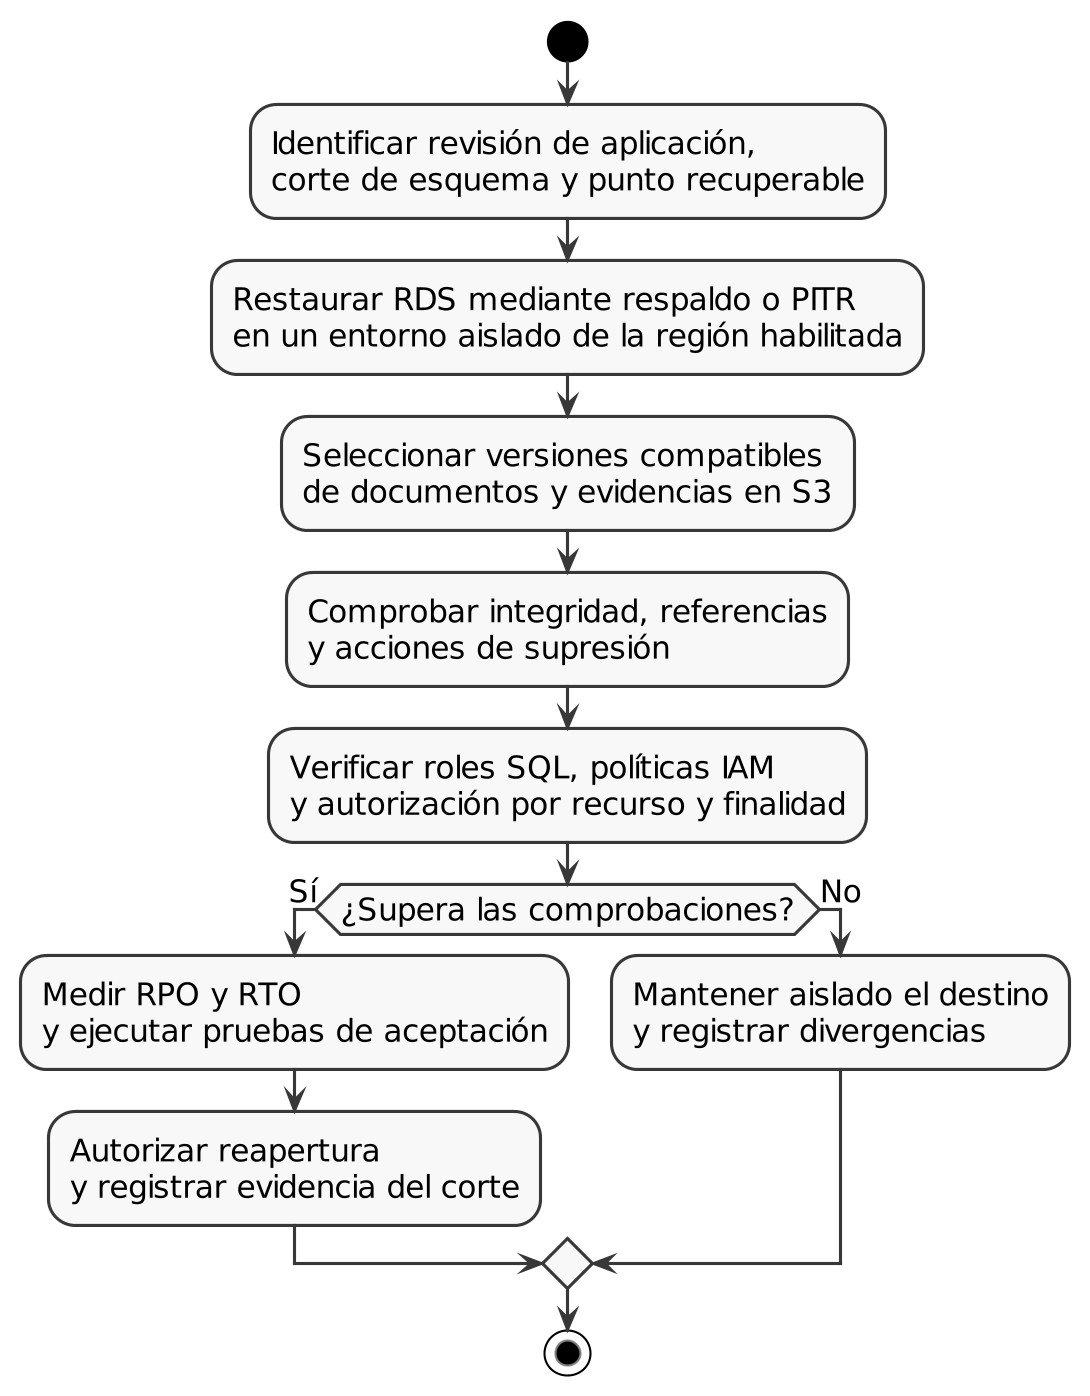 Identificar revisión de aplicación,
corte de esquema y punto recuperable
Restaurar RDS mediante respaldo o PITR
en un entorno aislado de la región habilitada
Seleccionar versiones compatibles
de documentos y evidencias en S3
Comprobar integridad, referencias
y acciones de supresión
Verificar roles SQL, políticas IAM
y autorización por recurso y finalidad
Sí
¿Supera las comprobaciones?
No
Medir RPO y RTO
y ejecutar pruebas de aceptación
Mantener aislado el destino
y registrar divergencias
Autorizar reapertura
y registrar evidencia del corte